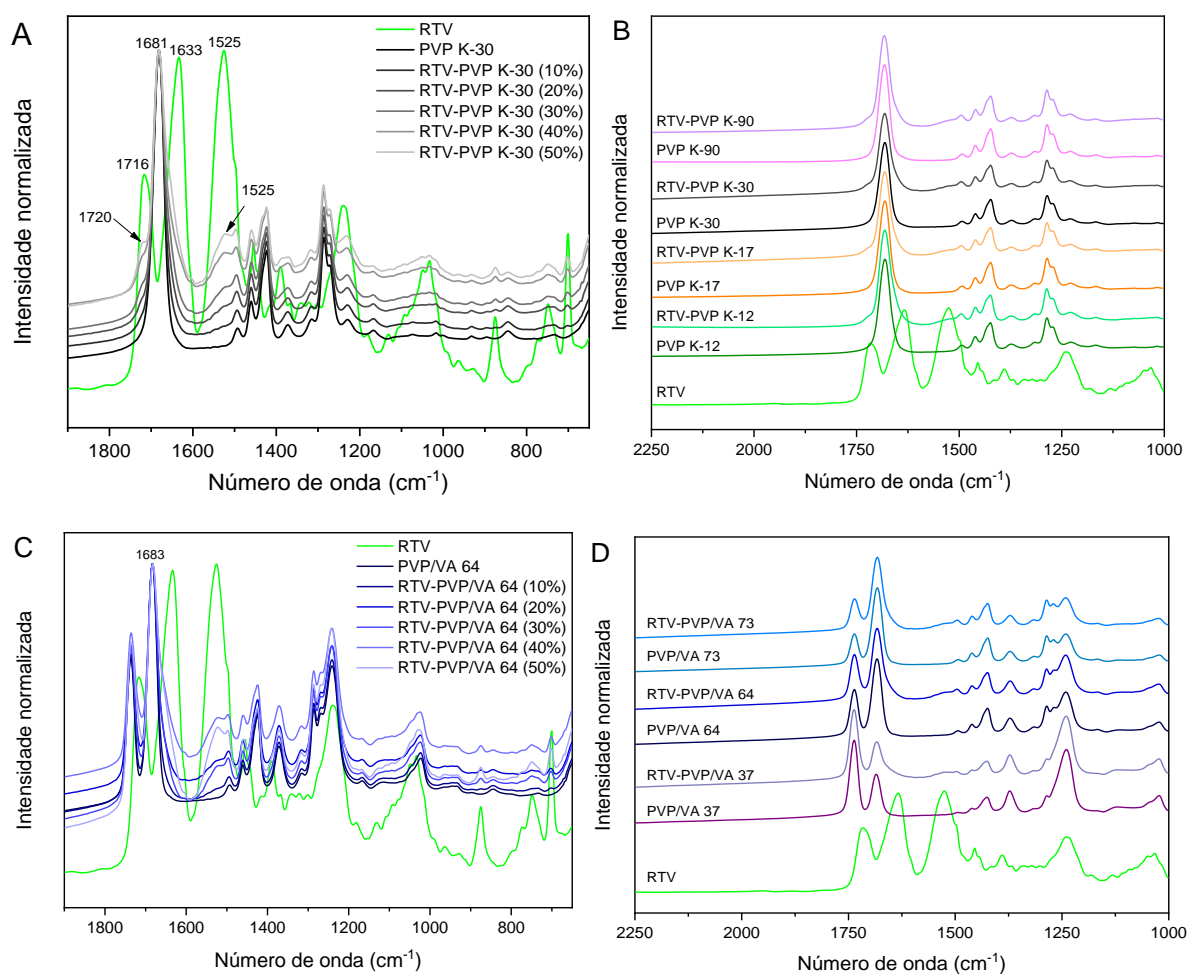 A
1681
1633
1525
1716
1720
1525
RTV
PVP K-30
RTV-PVP K-30 (10%)
RTV-PVP K-30 (20%)
RTV-PVP K-30 (30%)
RTV-PVP K-30 (40%)
RTV-PVP K-30 (50%)
Intensidade normalizada
1800 1600 1400 1200 1000 800
Número de onda (cm⁻¹)
B
RTV-PVP K-90
PVP K-90
RTV-PVP K-30
PVP K-30
RTV-PVP K-17
PVP K-17
RTV-PVP K-12
PVP K-12
RTV
Intensidade normalizada
2250 2000 1750 1500 1250 1000
Número de onda (cm⁻¹)
C
1683
RTV
PVP/VA 64
RTV-PVP/VA 64 (10%)
RTV-PVP/VA 64 (20%)
RTV-PVP/VA 64 (30%)
RTV-PVP/VA 64 (40%)
RTV-PVP/VA 64 (50%)
Intensidade normalizada
1800 1600 1400 1200 1000 800
Número de onda (cm⁻¹)
D
RTV-PVP/VA 73
PVP/VA 73
RTV-PVP/VA 64
PVP/VA 64
RTV-PVP/VA 37
PVP/VA 37
RTV
Intensidade normalizada
2250 2000 1750 1500 1250 1000
Número de onda (cm⁻¹)